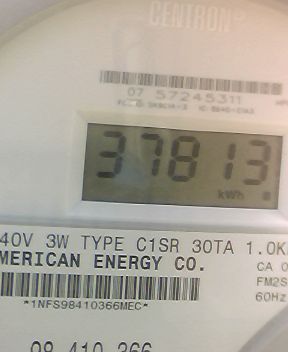 CENTRON
07 57245311
37813
kWh
40V 3W TYPE C1SR 30TA 1.0K
MERICAN ENERGY CO.
CA 0
FM2S
60Hz
*1NFS98410366MEC*
98 410 366